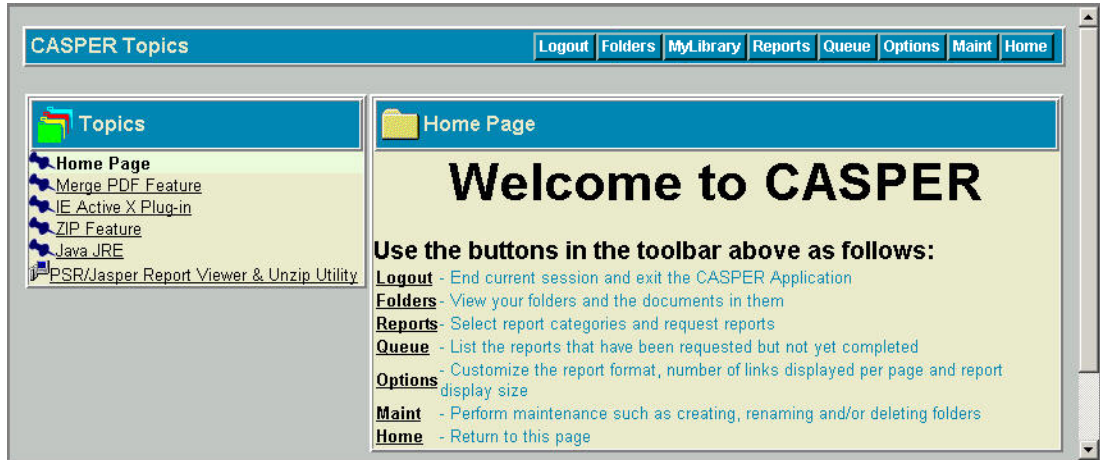 CASPER Topics
Logout Folders MyLibrary Reports Queue Options Maint Home
Topics
Home Page
Merge PDF Feature
IE Active X Plug-in
ZIP Feature
Java JRE
PSR/Jasper Report Viewer & Unzip Utility
Home Page
Welcome to CASPER
Use the buttons in the toolbar above as follows:
Logout - End current session and exit the CASPER Application
Folders - View your folders and the documents in them
Reports - Select report categories and request reports
Queue - List the reports that have been requested but not yet completed
Options - Customize the report format, number of links displayed per page and report
display size
Maint - Perform maintenance such as creating, renaming and/or deleting folders
Home - Return to this page